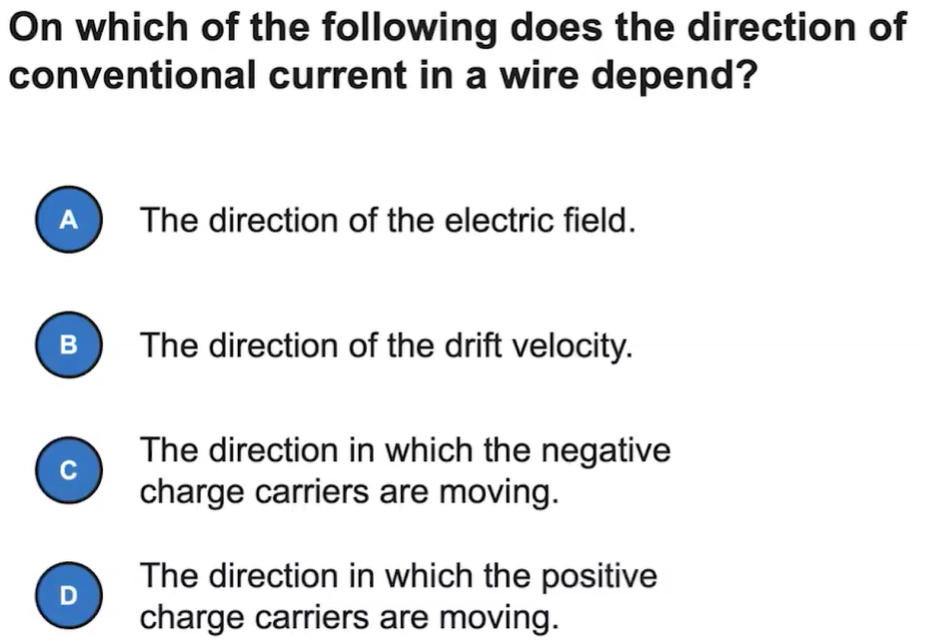 On which of the following does the direction of
conventional current in a wire depend?
A The direction of the electric field.
B The direction of the drift velocity.
C The direction in which the negative
charge carriers are moving.
D The direction in which the positive
charge carriers are moving.